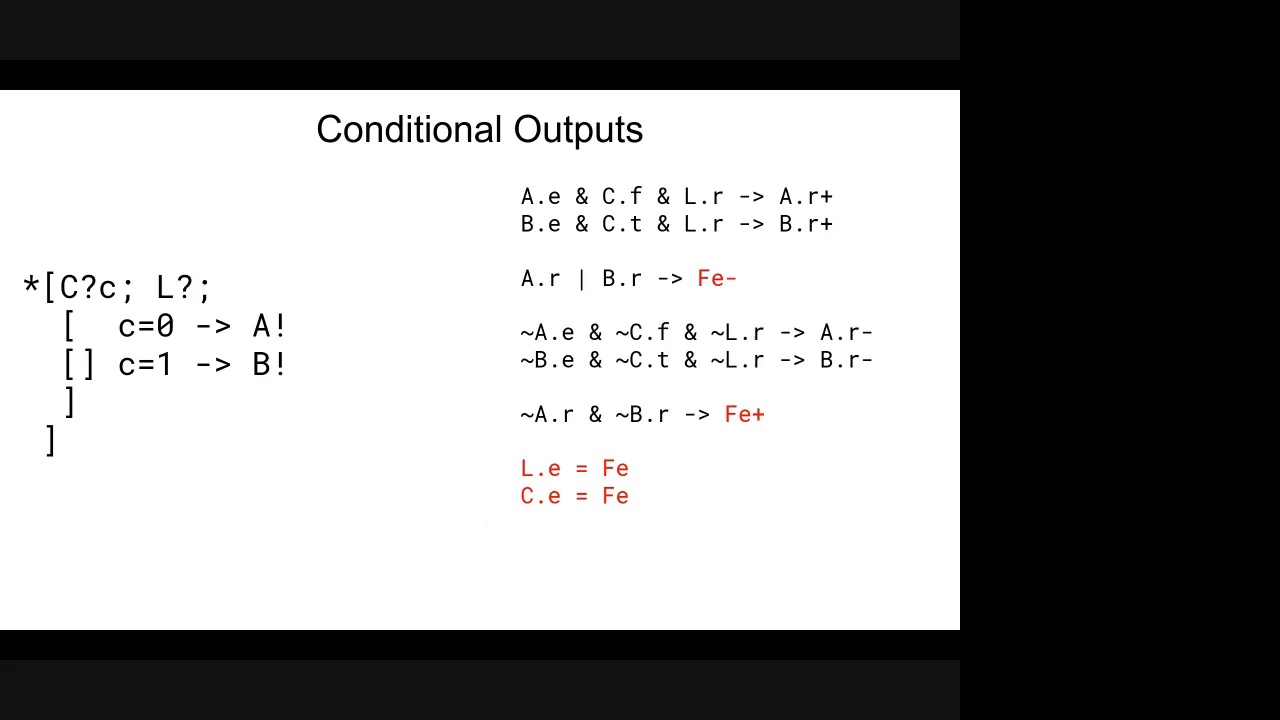 Conditional Outputs
*[C?c; L?;
[ c=0 -> A!
[] c=1 -> B!
]
]
A.e & C.f & L.r -> A.r+
B.e & C.t & L.r -> B.r+
A.r | B.r -> Fe-
~A.e & ~C.f & ~L.r -> A.r-
~B.e & ~C.t & ~L.r -> B.r-
~A.r & ~B.r -> Fe+
L.e = Fe
C.e = Fe